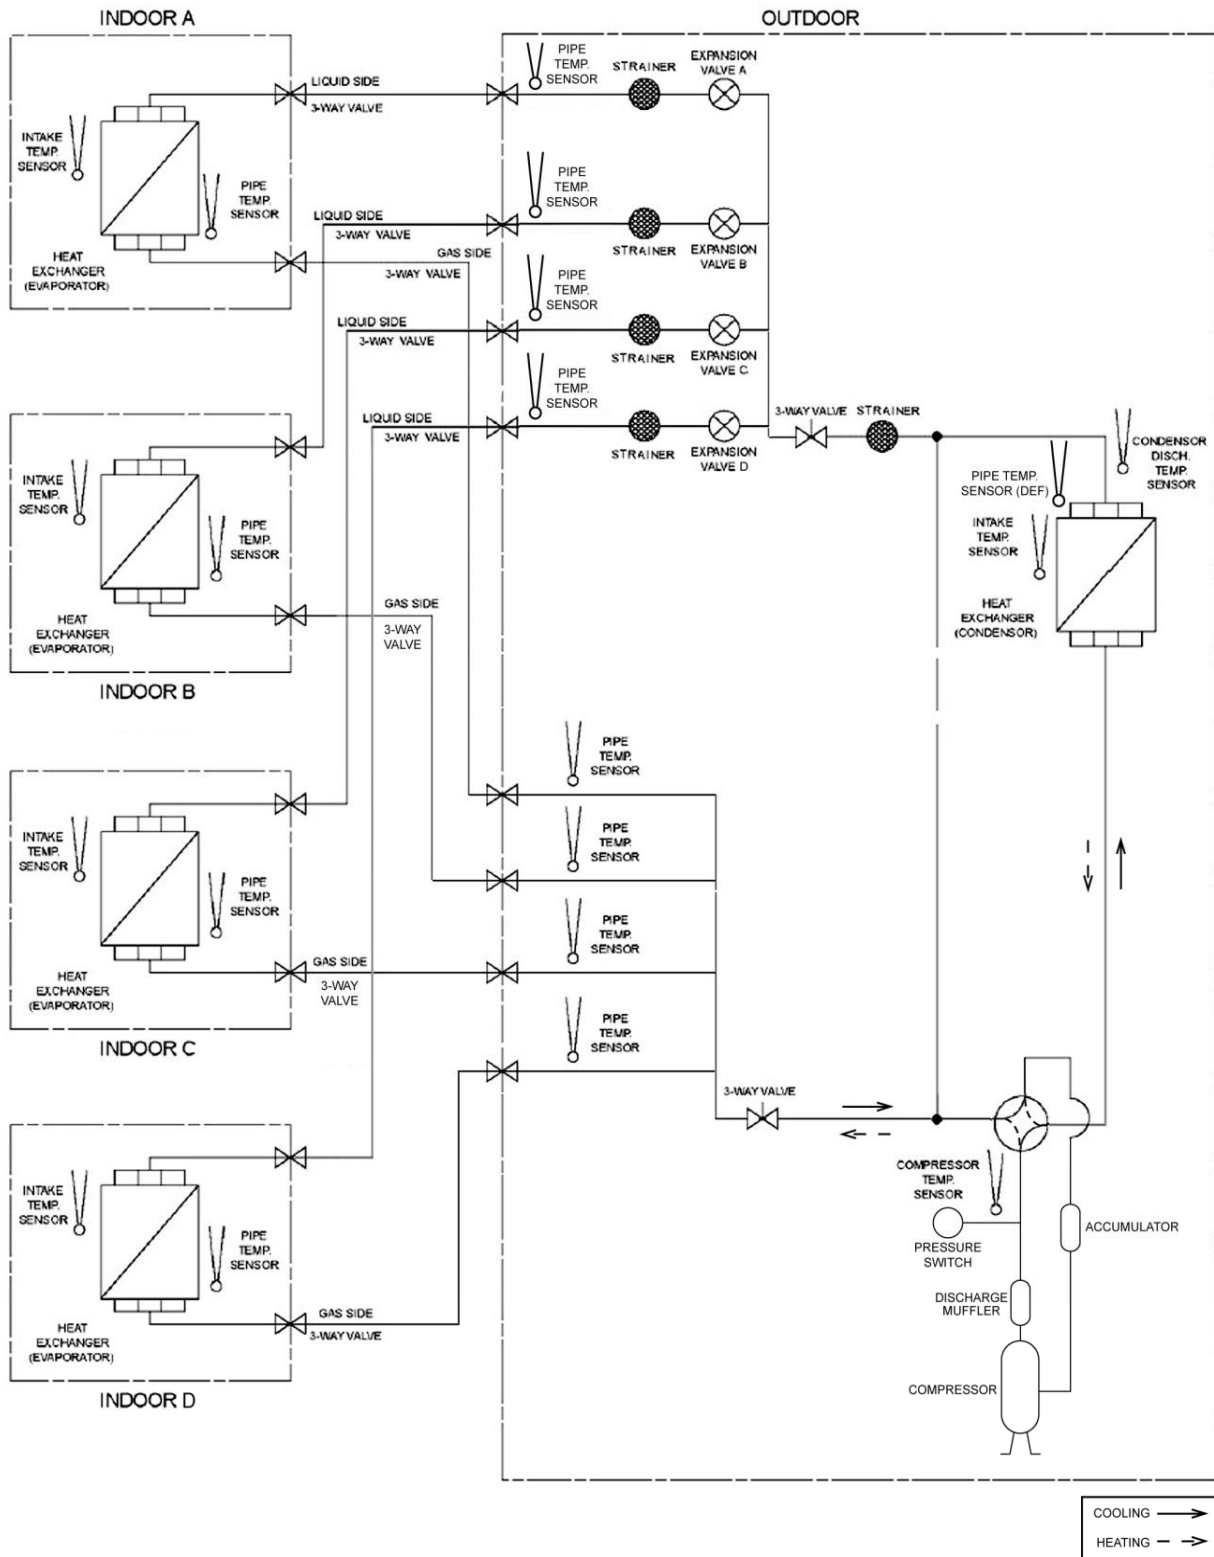 INDOOR A
OUTDOOR
LIQUID SIDE
3-WAY VALVE
INTAKE
TEMP.
SENSOR
PIPE
TEMP.
SENSOR
HEAT
EXCHANGER
(EVAPORATOR)
GAS SIDE
3-WAY VALVE
PIPE
TEMP.
SENSOR
STRAINER
EXPANSION
VALVE A
LIQUID SIDE
3-WAY VALVE
PIPE
TEMP.
SENSOR
STRAINER
EXPANSION
VALVE B
LIQUID SIDE
3-WAY VALVE
PIPE
TEMP.
SENSOR
STRAINER
EXPANSION
VALVE C
LIQUID SIDE
3-WAY VALVE
PIPE
TEMP.
SENSOR
STRAINER
EXPANSION
VALVE D
3-WAY VALVE
STRAINER
CONDENSOR
DISCH.
TEMP.
SENSOR
PIPE TEMP.
SENSOR (DEF)
INTAKE
TEMP.
SENSOR
HEAT
EXCHANGER
(CONDENSOR)
INTAKE
TEMP.
SENSOR
PIPE
TEMP.
SENSOR
HEAT
EXCHANGER
(EVAPORATOR)
GAS SIDE
3-WAY
VALVE
INDOOR B
PIPE
TEMP.
SENSOR
PIPE
TEMP.
SENSOR
PIPE
TEMP.
SENSOR
PIPE
TEMP.
SENSOR
INTAKE
TEMP.
SENSOR
PIPE
TEMP.
SENSOR
HEAT
EXCHANGER
(EVAPORATOR)
GAS SIDE
3-WAY
VALVE
INDOOR C
3-WAY VALVE
COMPRESSOR
TEMP.
SENSOR
PRESSURE
SWITCH
ACCUMULATOR
DISCHARGE
MUFFLER
COMPRESSOR
INTAKE
TEMP.
SENSOR
PIPE
TEMP.
SENSOR
HEAT
EXCHANGER
(EVAPORATOR)
GAS SIDE
3-WAY VALVE
INDOOR D
COOLING
HEATING